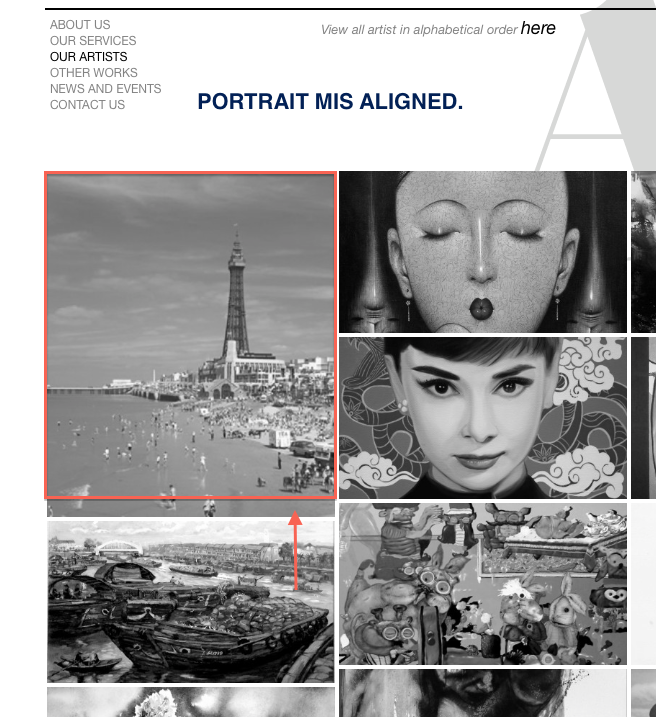 ABOUT US
OUR SERVICES
OUR ARTISTS
OTHER WORKS
NEWS AND EVENTS
CONTACT US
View all artist in alphabetical order here
PORTRAIT MIS ALIGNED.
A